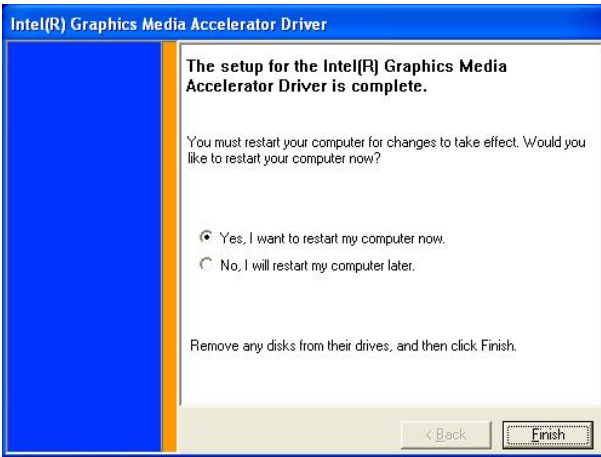 Intel(R) Graphics Media Accelerator Driver
The setup for the Intel(R) Graphics Media
Accelerator Driver is complete.
You must restart your computer for changes to take effect. Would you
like to restart your computer now?
Yes, I want to restart my computer now.
No, I will restart my computer later.
Remove any disks from their drives, and then click Finish.
< Back
Finish